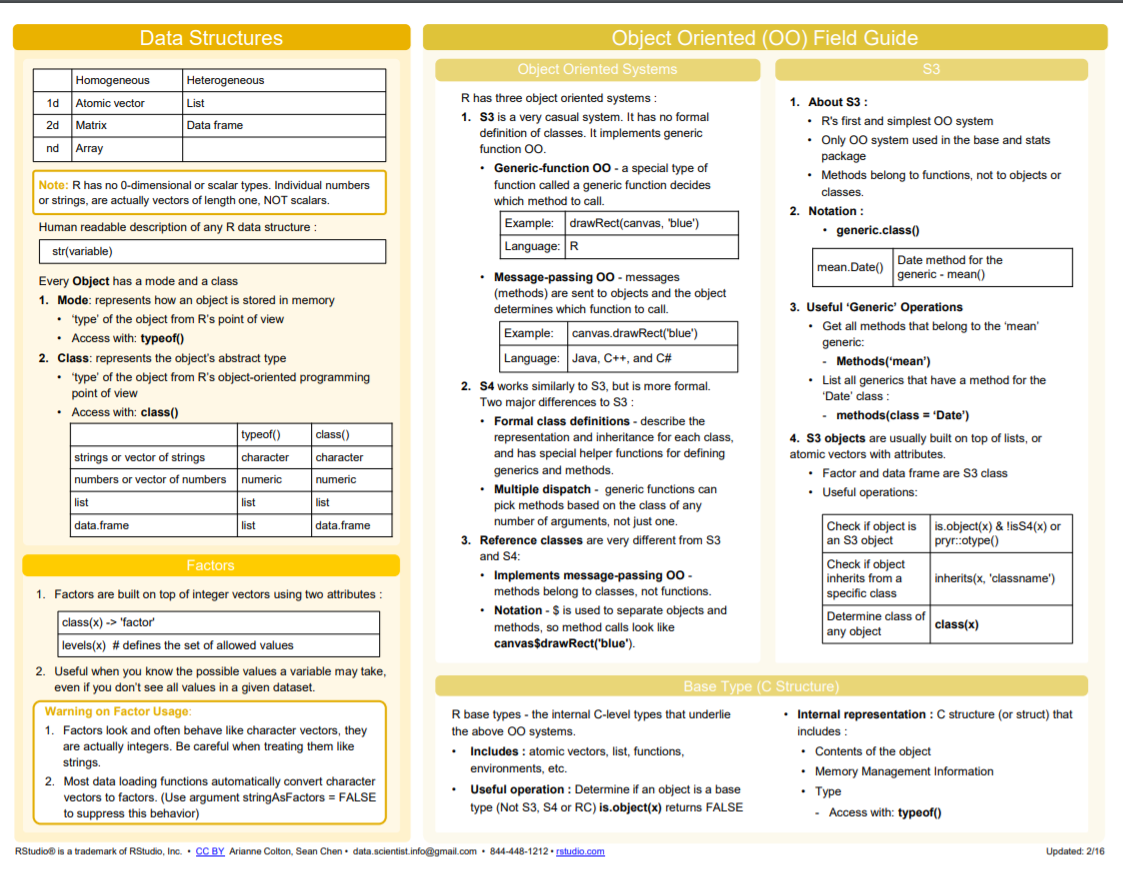 Data Structures
Homogeneous Heterogeneous
1d Atomic vector List
2d Matrix Data frame
nd Array
Note: R has no 0-dimensional or scalar types. Individual numbers
or strings, are actually vectors of length one, NOT scalars.
Human readable description of any R data structure :
str(variable)
Every Object has a mode and a class
1. Mode: represents how an object is stored in memory
• 'type' of the object from R's point of view
• Access with: typeof()
2. Class: represents the object's abstract type
• 'type' of the object from R's object-oriented programming
point of view
• Access with: class()
typeof() class()
strings or vector of strings character character
numbers or vector of numbers numeric numeric
list list list
data.frame list data.frame
Factors
1. Factors are built on top of integer vectors using two attributes :
class(x) -> 'factor'
levels(x) # defines the set of allowed values
2. Useful when you know the possible values a variable may take,
even if you don't see all values in a given dataset.
Warning on Factor Usage:
1. Factors look and often behave like character vectors, they
are actually integers. Be careful when treating them like
strings.
2. Most data loading functions automatically convert character
vectors to factors. (Use argument stringAsFactors = FALSE
to suppress this behavior)
Object Oriented (OO) Field Guide
Object Oriented Systems
R has three object oriented systems :
1. S3 is a very casual system. It has no formal
definition of classes. It implements generic
function OO.
• Generic-function OO - a special type of
function called a generic function decides
which method to call.
Example: drawRect(canvas, 'blue')
Language: R
• Message-passing OO - messages
(methods) are sent to objects and the object
determines which function to call.
Example: canvas.drawRect('blue')
Language: Java, C++, and C#
2. S4 works similarly to S3, but is more formal.
Two major differences to S3 :
• Formal class definitions - describe the
representation and inheritance for each class,
and has special helper functions for defining
generics and methods.
• Multiple dispatch - generic functions can
pick methods based on the class of any
number of arguments, not just one.
3. Reference classes are very different from S3
and S4:
• Implements message-passing OO -
methods belong to classes, not functions.
• Notation - $ is used to separate objects and
methods, so method calls look like
canvas$drawRect('blue').
S3
1. About S3 :
• R's first and simplest OO system
• Only OO system used in the base and stats
package
• Methods belong to functions, not to objects or
classes.
2. Notation :
• generic.class()
mean.Date() Date method for the
generic - mean()
3. Useful 'Generic' Operations
• Get all methods that belong to the 'mean'
generic:
- Methods('mean')
• List all generics that have a method for the
'Date' class :
- methods(class = 'Date')
4. S3 objects are usually built on top of lists, or
atomic vectors with attributes.
• Factor and data frame are S3 class
• Useful operations:
Check if object is is.object(x) & !isS4(x) or
an S3 object pryr::otype()
Check if object
inherits from a inherits(x, 'classname')
specific class
Determine class of class(x)
any object
Base Type (C Structure)
R base types - the internal C-level types that underlie
the above OO systems.
• Includes : atomic vectors, list, functions,
environments, etc.
• Useful operation : Determine if an object is a base
type (Not S3, S4 or RC) is.object(x) returns FALSE
• Internal representation : C structure (or struct) that
includes :
• Contents of the object
• Memory Management Information
• Type
- Access with: typeof()
RStudio® is a trademark of RStudio, Inc. • CC BY Arianne Colton, Sean Chen • data.scientist.info@gmail.com • 844-448-1212 • rstudio.com
Updated: 2/16